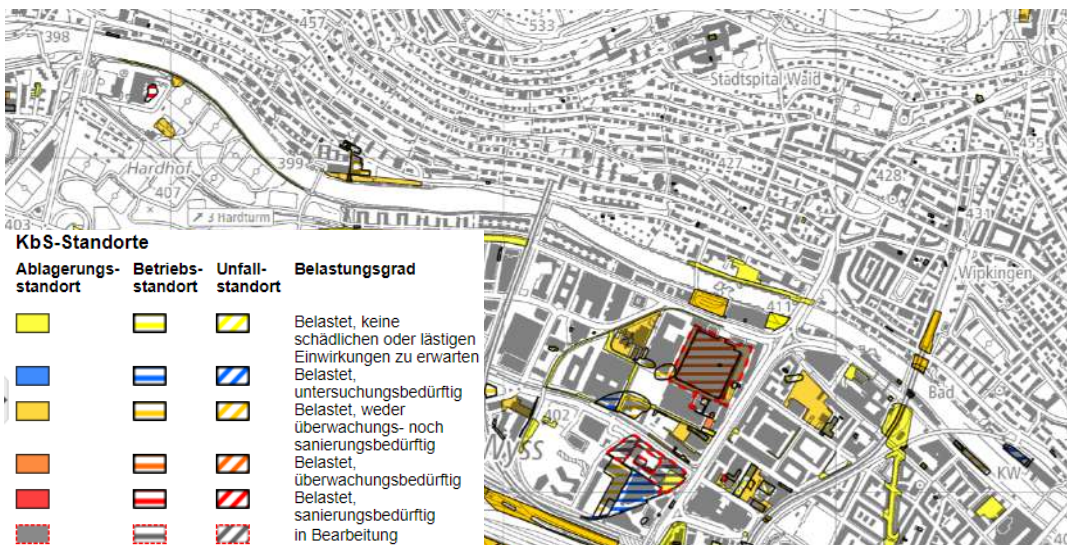 457
533
398
Stadtspital Waid
455
399
427
Hardhof
407
428
431
403
3 Hardturm
KbS-Standorte
Ablagerungs-
standort
Betriebs-
standort
Unfall-
standort
Belastungsgrad
Belastet, keine
schädlichen oder lästigen
Einwirkungen zu erwarten
Belastet,
untersuchungsbedürftig
Belastet, weder
überwachungs- noch
sanierungsbedürftig
Belastet,
überwachungsbedürftig
Belastet,
sanierungsbedürftig
in Bearbeitung
Wipkingen
411
Bad
402
Wyss
KW